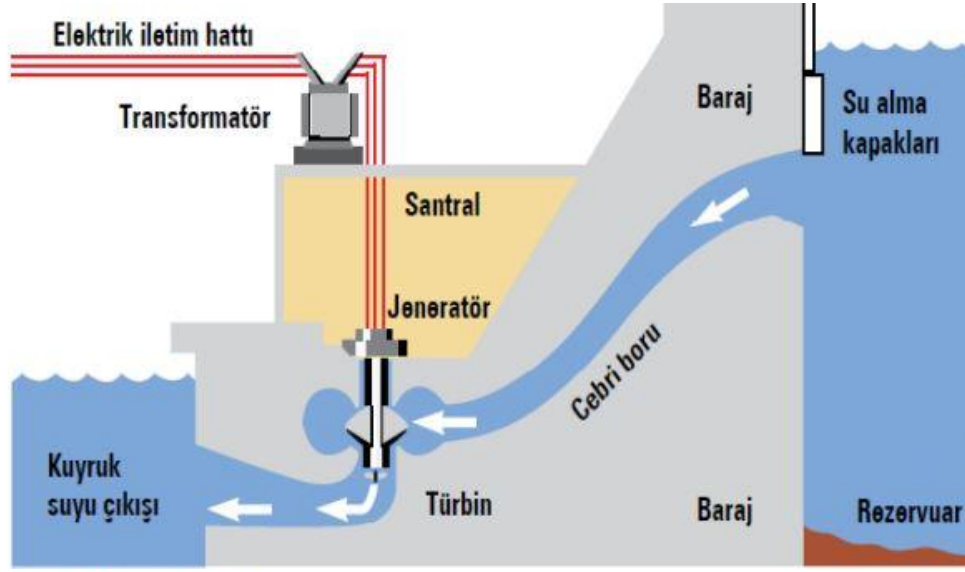 Elektrik iletim hattı
Transformatör
Baraj
Su alma
kapakları
Santral
Jeneratör
Cebri boru
Kuyruk
suyu çıkışı
Türbin
Baraj
Rezervuar